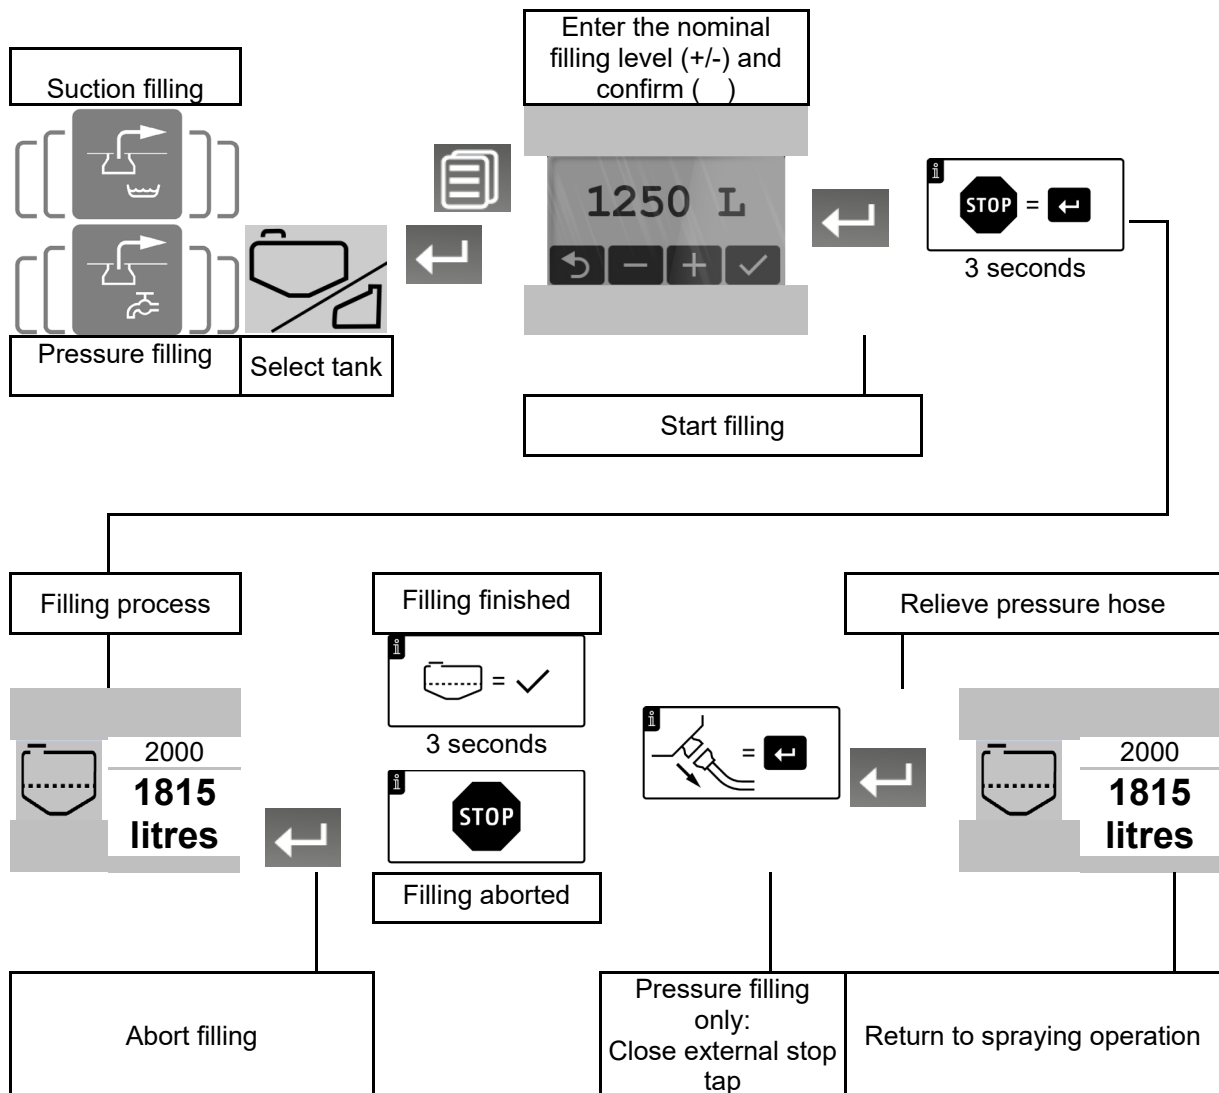 Suction filling
Enter the nominal
filling level (+/-) and
confirm (   )
1250 L
STOP =
3 seconds
Pressure filling
Select tank
Start filling
Filling process
2000
1815
litres
Filling finished
=
3 seconds
STOP
Filling aborted
Relieve pressure hose
=
2000
1815
litres
Abort filling
Pressure filling
only:
Close external stop
tap
Return to spraying operation